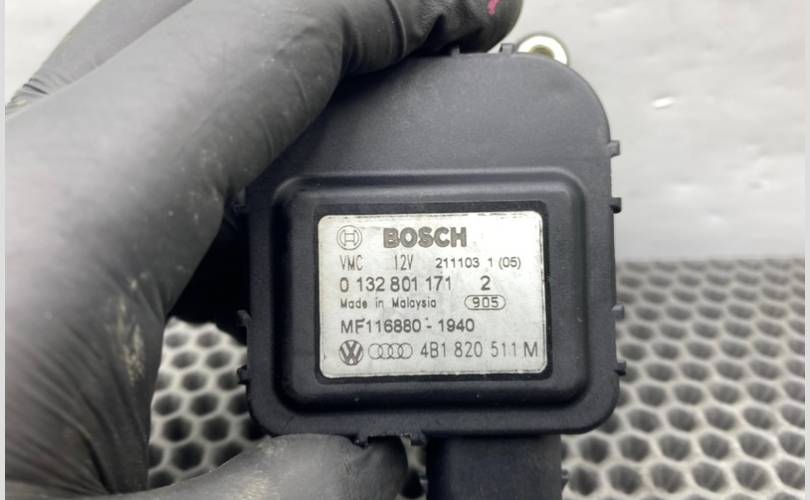 BOSCH
VMC 12V 211103 1 (05)
0 132 801 171 2
Made in Malaysia 905
MF116880 - 1940
4B1 820 511 M